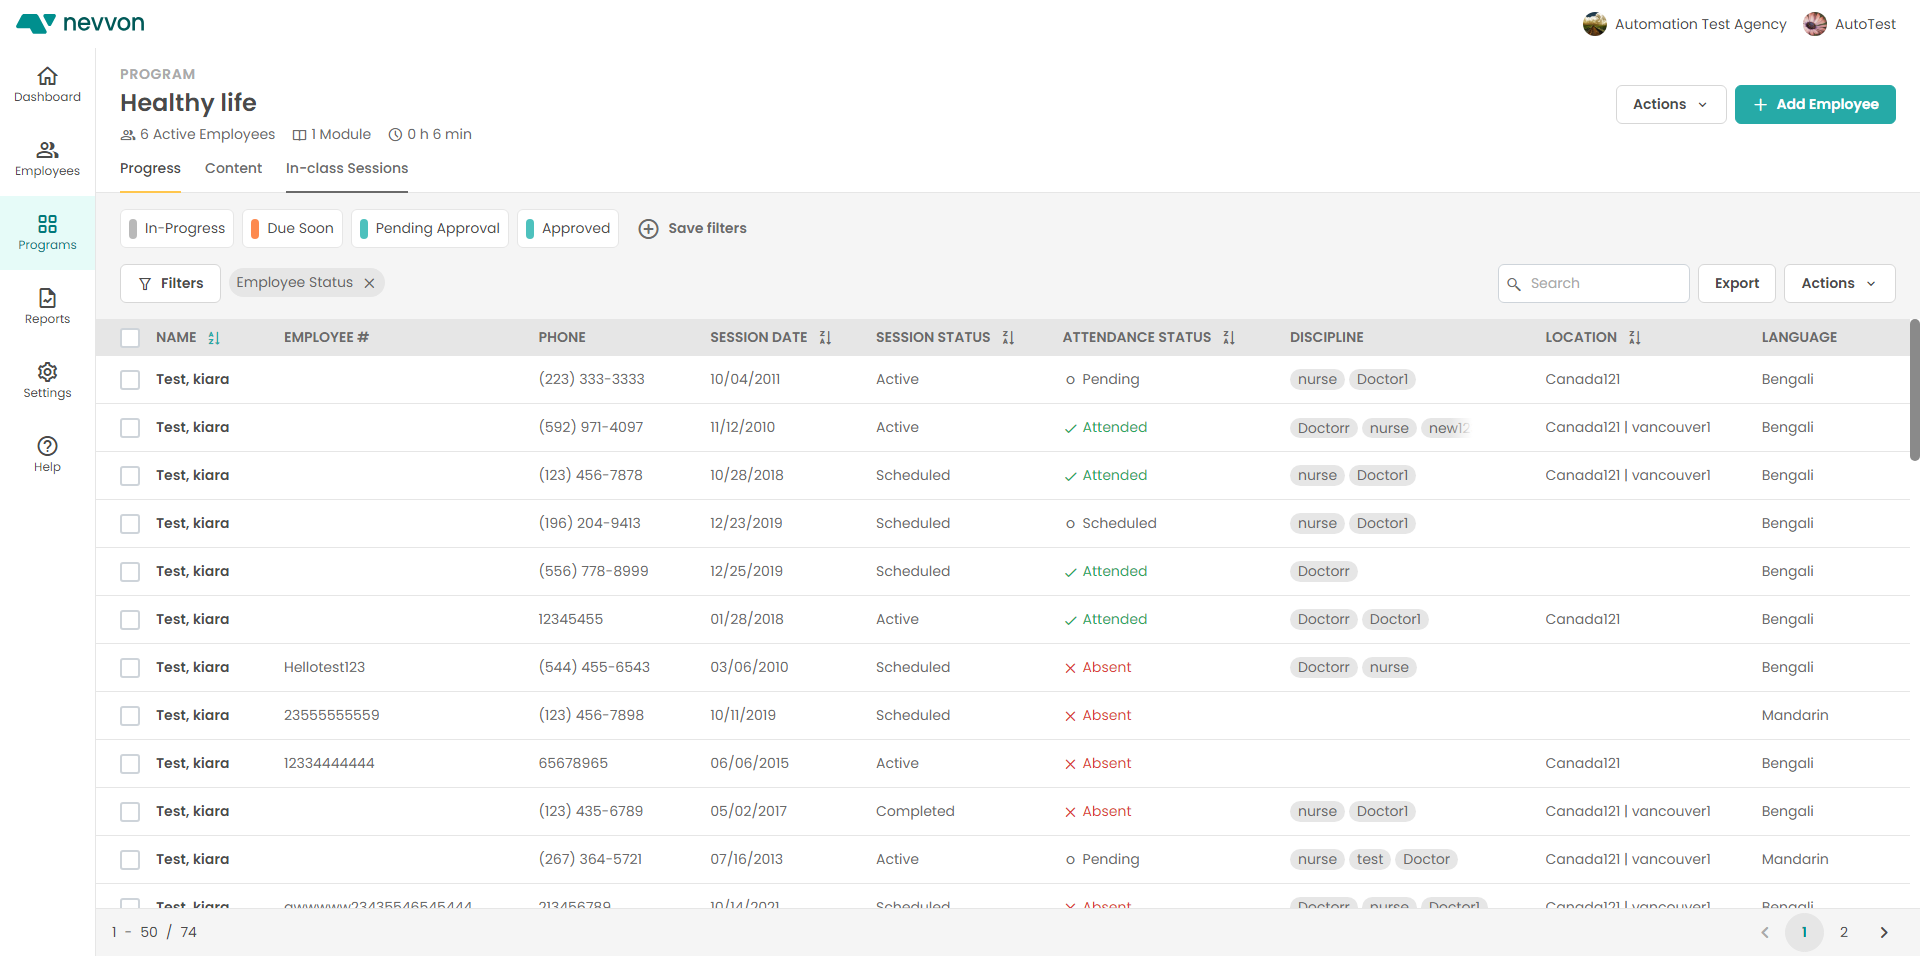 nevvon
Automation Test Agency AutoTest
Dashboard
Employees
Programs
Reports
Settings
Help
PROGRAM
Healthy life
6 Active Employees 1 Module 0 h 6 min
Actions + Add Employee
Progress Content In-class Sessions
In-Progress Due Soon Pending Approval Approved Save filters
Filters Employee Status Search Export Actions
NAME EMPLOYEE # PHONE SESSION DATE SESSION STATUS ATTENDANCE STATUS DISCIPLINE LOCATION LANGUAGE
Test, kiara (223) 333-3333 10/04/2011 Active Pending nurse Doctor1 Canada121 Bengali
Test, kiara (592) 971-4097 11/12/2010 Active Attended Doctorr nurse new12 Canada121 | vancouver1 Bengali
Test, kiara (123) 456-7878 10/28/2018 Scheduled Attended nurse Doctor1 Canada121 | vancouver1 Bengali
Test, kiara (196) 204-9413 12/23/2019 Scheduled Scheduled nurse Doctor1 Bengali
Test, kiara (556) 778-8999 12/25/2019 Scheduled Attended Doctorr Bengali
Test, kiara 12345455 01/28/2018 Active Attended Doctorr Doctor1 Canada121 Bengali
Test, kiara Hellotest123 (544) 455-6543 03/06/2010 Scheduled Absent Doctorr nurse Bengali
Test, kiara 23555555559 (123) 456-7898 10/11/2019 Scheduled Absent Mandarin
Test, kiara 12334444444 65678965 06/06/2015 Active Absent Canada121 Bengali
Test, kiara (123) 435-6789 05/02/2017 Completed Absent nurse Doctor1 Canada121 | vancouver1 Bengali
Test, kiara (267) 364-5721 07/16/2013 Active Pending nurse test Doctor Canada121 | vancouver1 Mandarin
Test, kiara 213456789 10/14/2021 Scheduled Absent Doctorr nurse Doctor1 Canada121 | vancouver1 Bengali
1 - 50 / 74 1 2